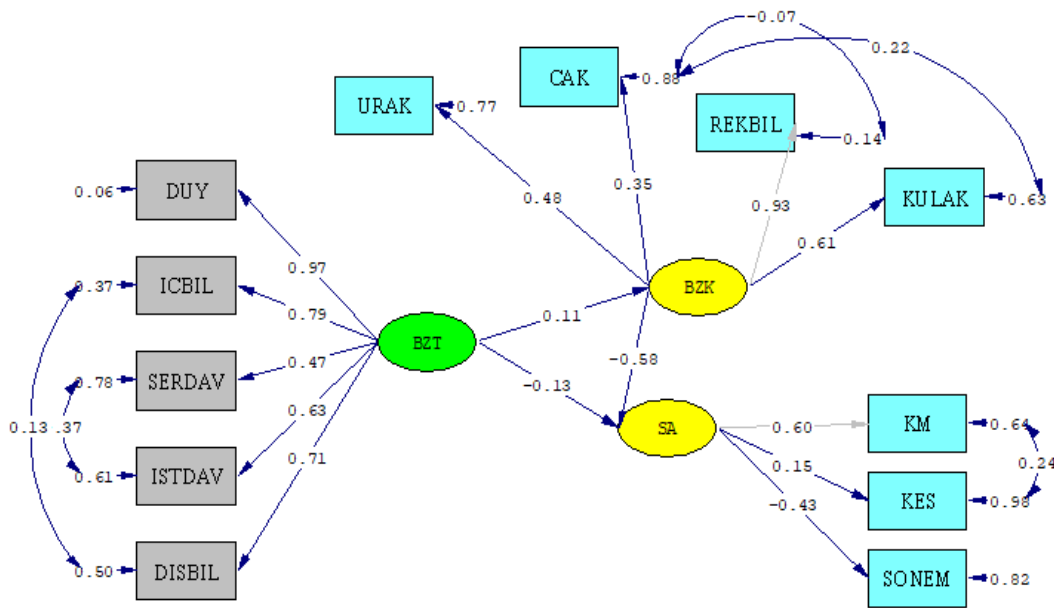 -0.07
0.22
CAK
0.88
URAK
0.77
REKBIL
0.14
0.35
0.06
DUY
0.48
0.93
KULAK
0.63
0.61
0.97
0.37
ICBIL
0.79
BZK
0.11
BZT
0.47
-0.58
0.78
SERDAV
0.63
-0.13
0.13
.37
SA
0.60
KM
0.64
0.71
0.15
0.24
0.61
ISTDAV
-0.43
KES
0.98
0.50
DISBIL
SONEM
0.82